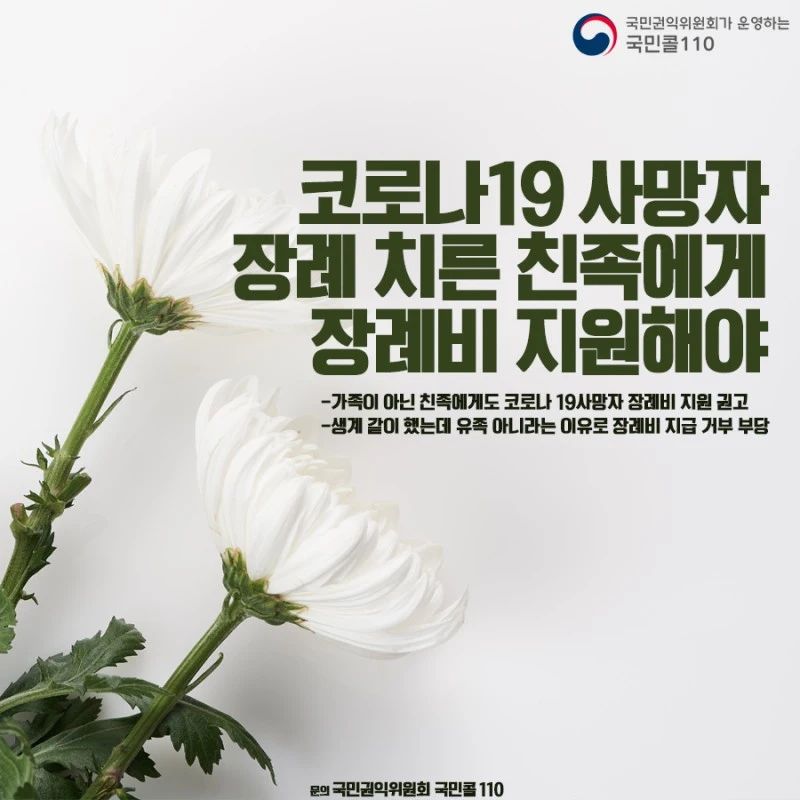 국민권익위원회가 운영하는
국민콜110
코로나19 사망자
장례 치른 친족에게
장례비 지원해야
-가족이 아닌 친족에게도 코로나 19사망자 장례비 지원 권고
-생계 같이 했는데 유족 아니라는 이유로 장례비 지급 거부 부당
문의 국민권익위원회 국민콜 110